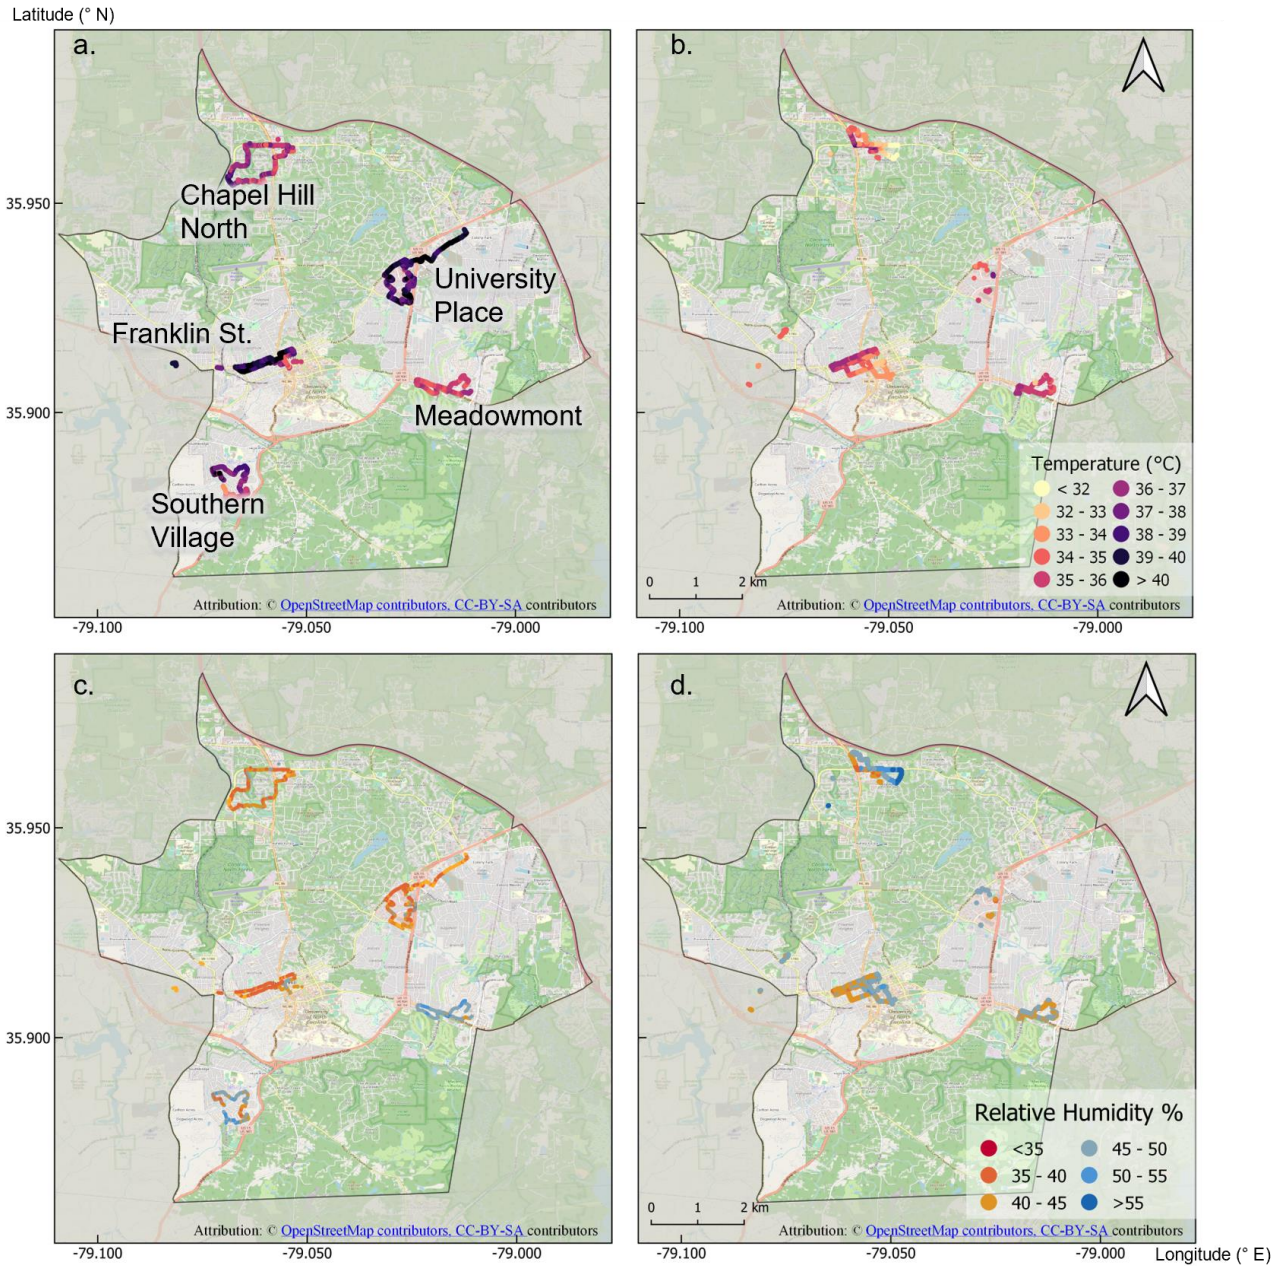 Latitude (° N)
a.
b.
Chapel Hill
North
University
Place
Franklin St.
Meadowmont
Southern
Village
35.950
35.900
Temperature (°C)
< 32
36 - 37
32 - 33
37 - 38
33 - 34
38 - 39
34 - 35
39 - 40
35 - 36
> 40
0 1 2 km
Attribution: © OpenStreetMap contributors, CC-BY-SA contributors
Attribution: © OpenStreetMap contributors, CC-BY-SA contributors
-79.100 -79.050 -79.000
-79.100 -79.050 -79.000
c.
d.
35.950
35.900
Relative Humidity %
<35
45 - 50
35 - 40
50 - 55
40 - 45
>55
0 1 2 km
Attribution: © OpenStreetMap contributors, CC-BY-SA contributors
Attribution: © OpenStreetMap contributors, CC-BY-SA contributors
-79.100 -79.050 -79.000
-79.100 -79.050 -79.000
Longitude (° E)